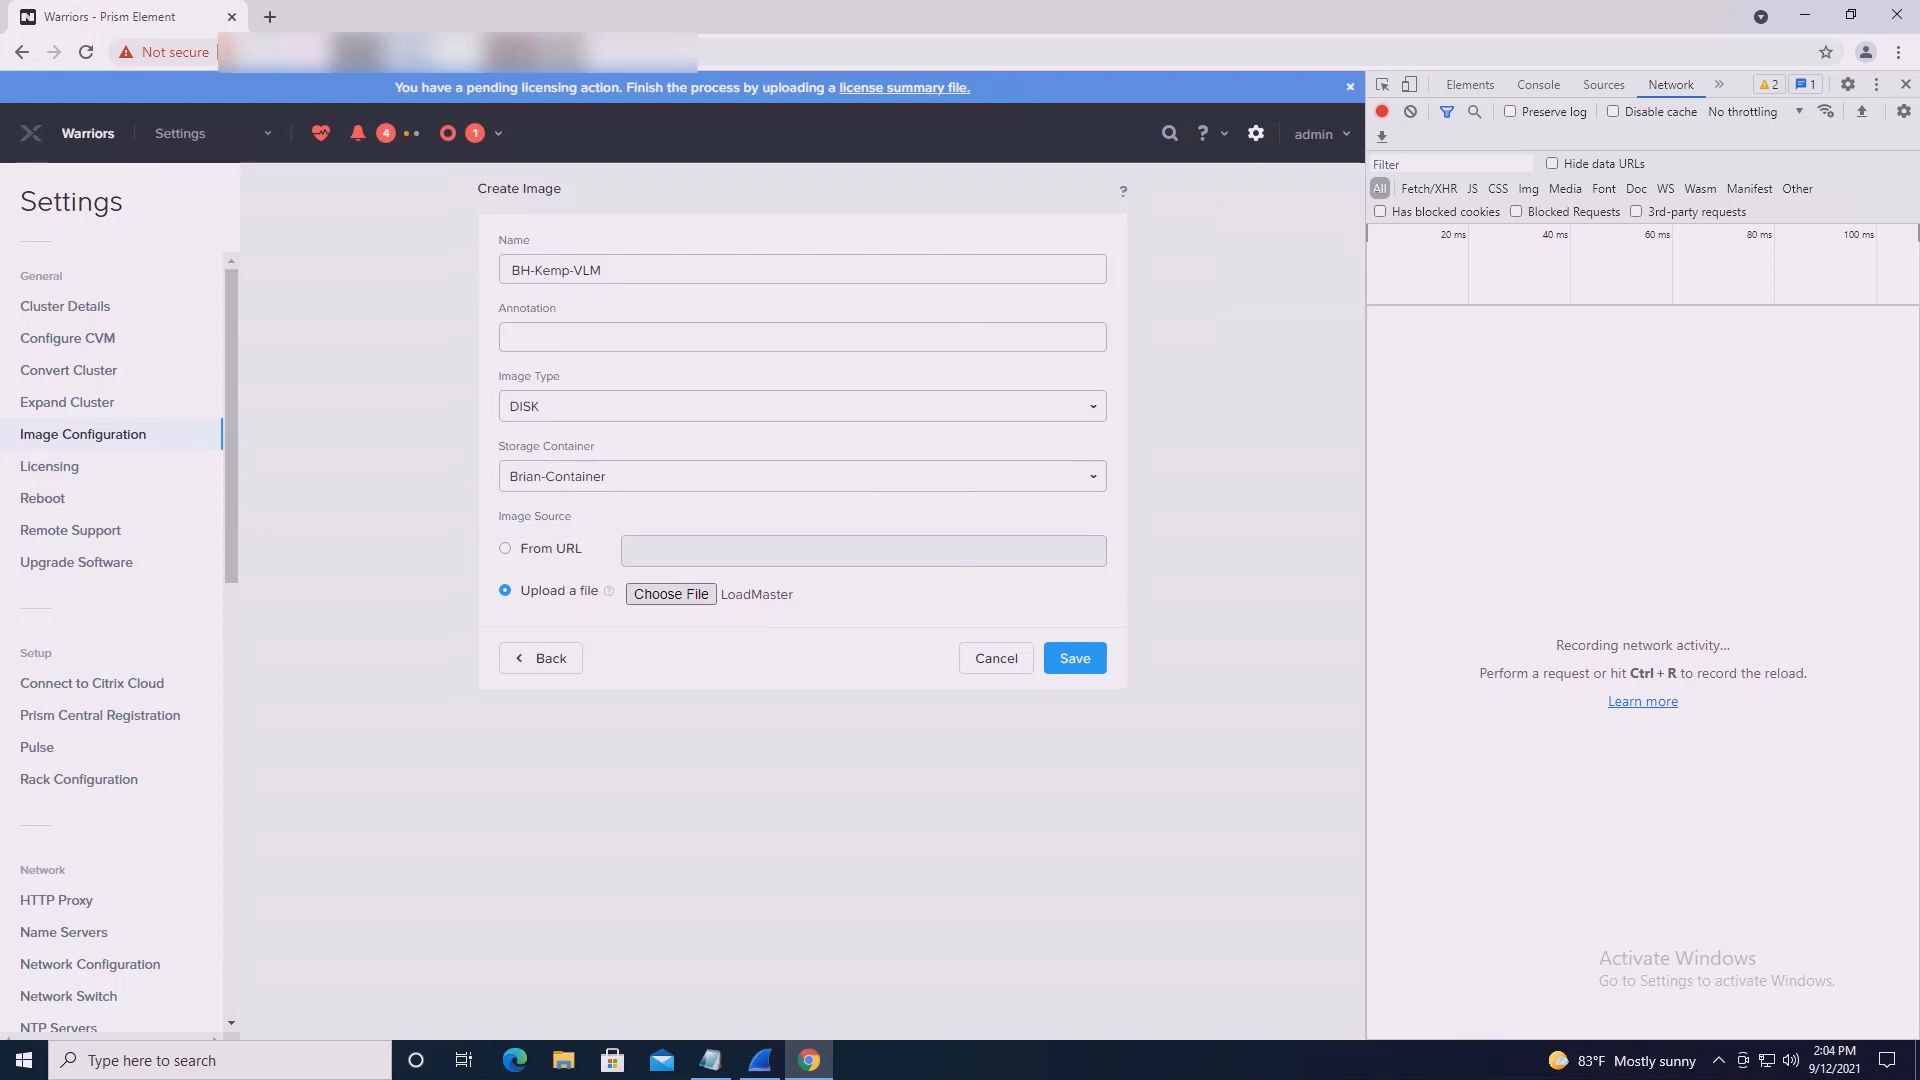 Warriors - Prism Element
Not secure
You have a pending licensing action. Finish the process by uploading a license summary file.
Warriors
Settings
4
1
?
admin
Settings
General
Cluster Details
Configure CVM
Convert Cluster
Expand Cluster
Image Configuration
Licensing
Reboot
Remote Support
Upgrade Software
Setup
Connect to Citrix Cloud
Prism Central Registration
Pulse
Rack Configuration
Network
HTTP Proxy
Name Servers
Network Configuration
Network Switch
NTP Servers
Create Image
?
Name
BH-Kemp-VLM
Annotation
Image Type
DISK
Storage Container
Brian-Container
Image Source
From URL
Upload a file ? Choose File LoadMaster
Back
Cancel
Save
Elements Console Sources Network 2 1
Preserve log Disable cache No throttling
Filter
Hide data URLs
All Fetch/XHR JS CSS Img Media Font Doc WS Wasm Manifest Other
Has blocked cookies Blocked Requests 3rd-party requests
20 ms 40 ms 60 ms 80 ms 100 ms
Recording network activity...
Perform a request or hit Ctrl + R to record the reload.
Learn more
Activate Windows
Go to Settings to activate Windows.
Type here to search
83°F Mostly sunny
2:04 PM
9/12/2021